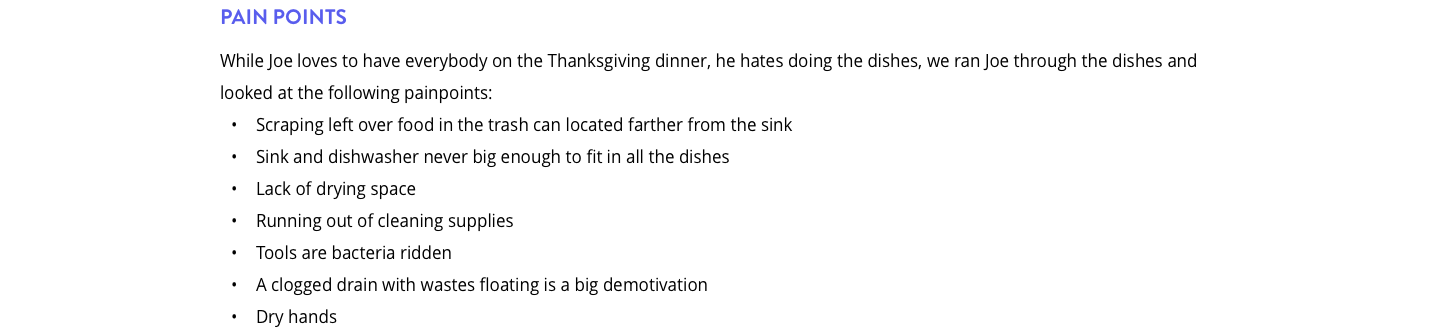 PAIN POINTS
While Joe loves to have everybody on the Thanksgiving dinner, he hates doing the dishes, we ran Joe through the dishes and
looked at the following painpoints:
• Scraping left over food in the trash can located farther from the sink
• Sink and dishwasher never big enough to fit in all the dishes
• Lack of drying space
• Running out of cleaning supplies
• Tools are bacteria ridden
• A clogged drain with wastes floating is a big demotivation
• Dry hands